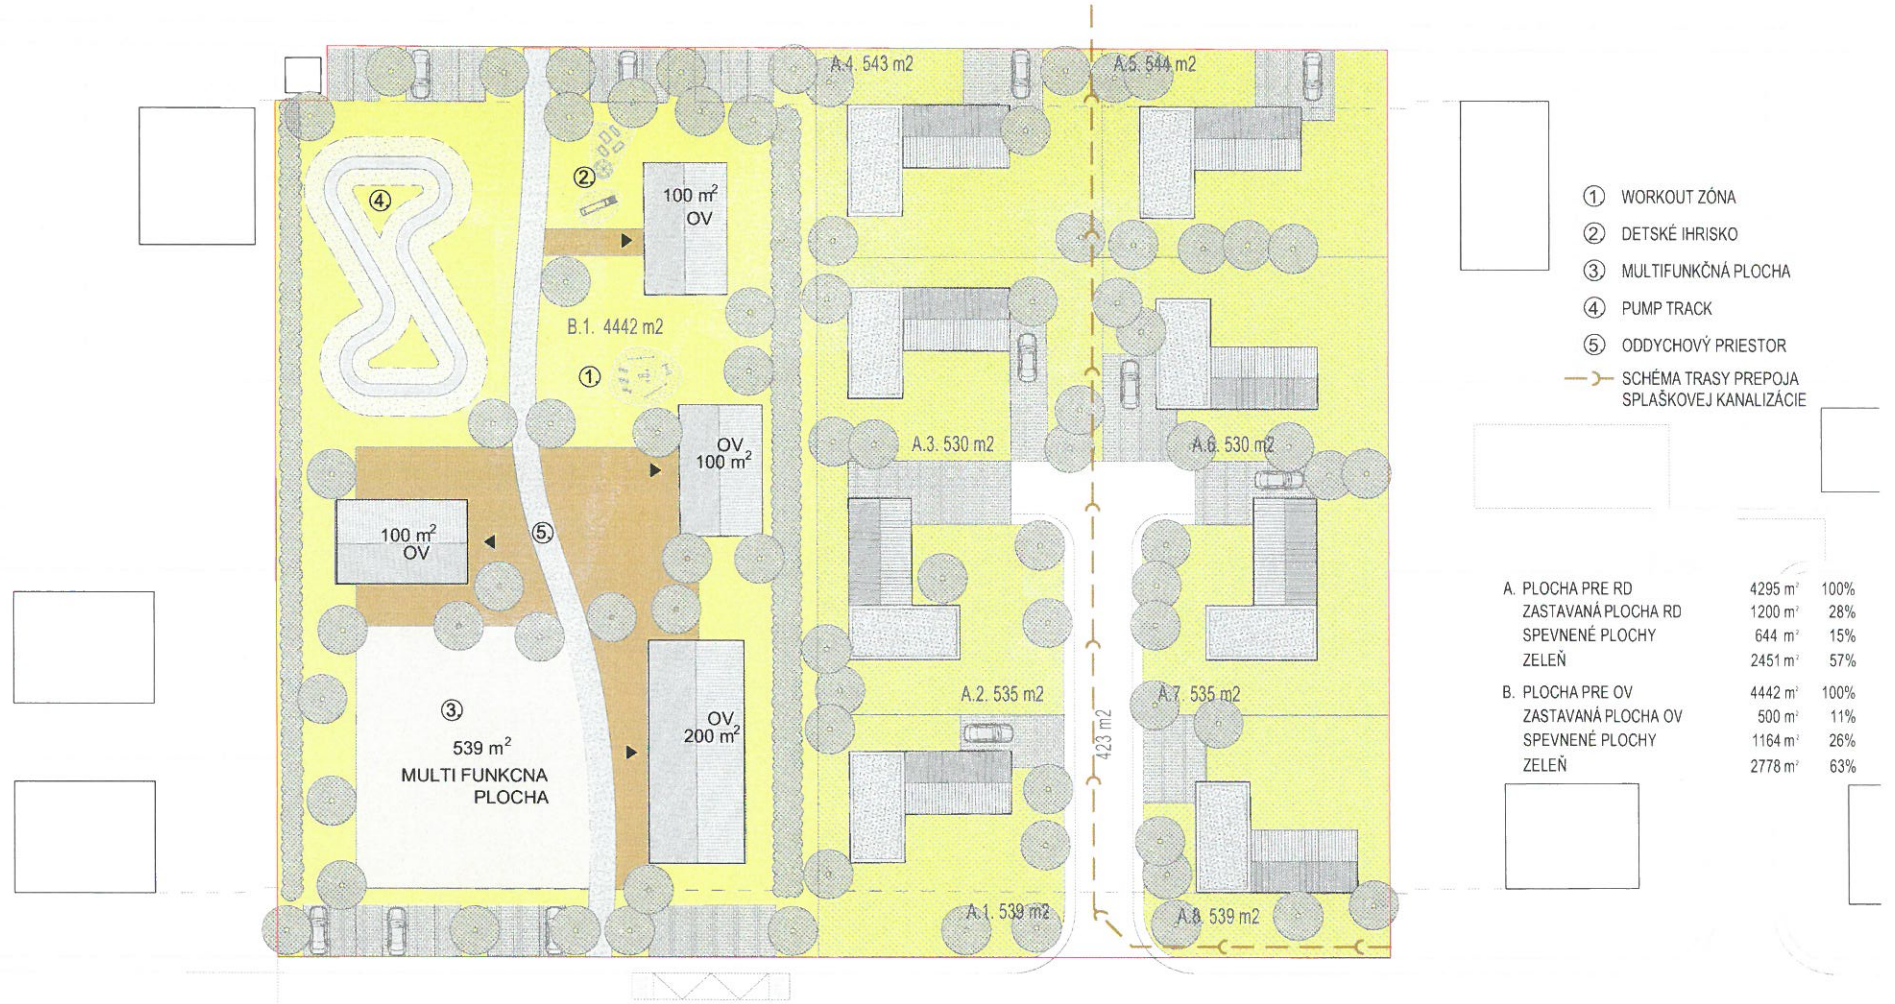 A.4. 543 m2
A.5. 544 m2
2.
100 m²
OV
4.
B.1. 4442 m2
1.
OV
100 m²
A.3. 530 m2
A.6. 530 m2
100 m²
OV
5.
A.2. 535 m2
A.7. 535 m2
3.
539 m²
MULTI FUNKCNA
PLOCHA
OV
200 m²
423 m2
A.1. 539 m2
A.8. 539 m2
1 WORKOUT ZÓNA
2 DETSKÉ IHRISKO
3 MULTIFUNKČNÁ PLOCHA
4 PUMP TRACK
5 ODDYCHOVÝ PRIESTOR
SCHÉMA TRASY PREPOJA
SPLAŠKOVEJ KANALIZÁCIE
A. PLOCHA PRE RD 4295 m² 100%
ZASTAVANÁ PLOCHA RD 1200 m² 28%
SPEVNENÉ PLOCHY 644 m² 15%
ZELEŇ 2451 m² 57%
B. PLOCHA PRE OV 4442 m² 100%
ZASTAVANÁ PLOCHA OV 500 m² 11%
SPEVNENÉ PLOCHY 1164 m² 26%
ZELEŇ 2778 m² 63%